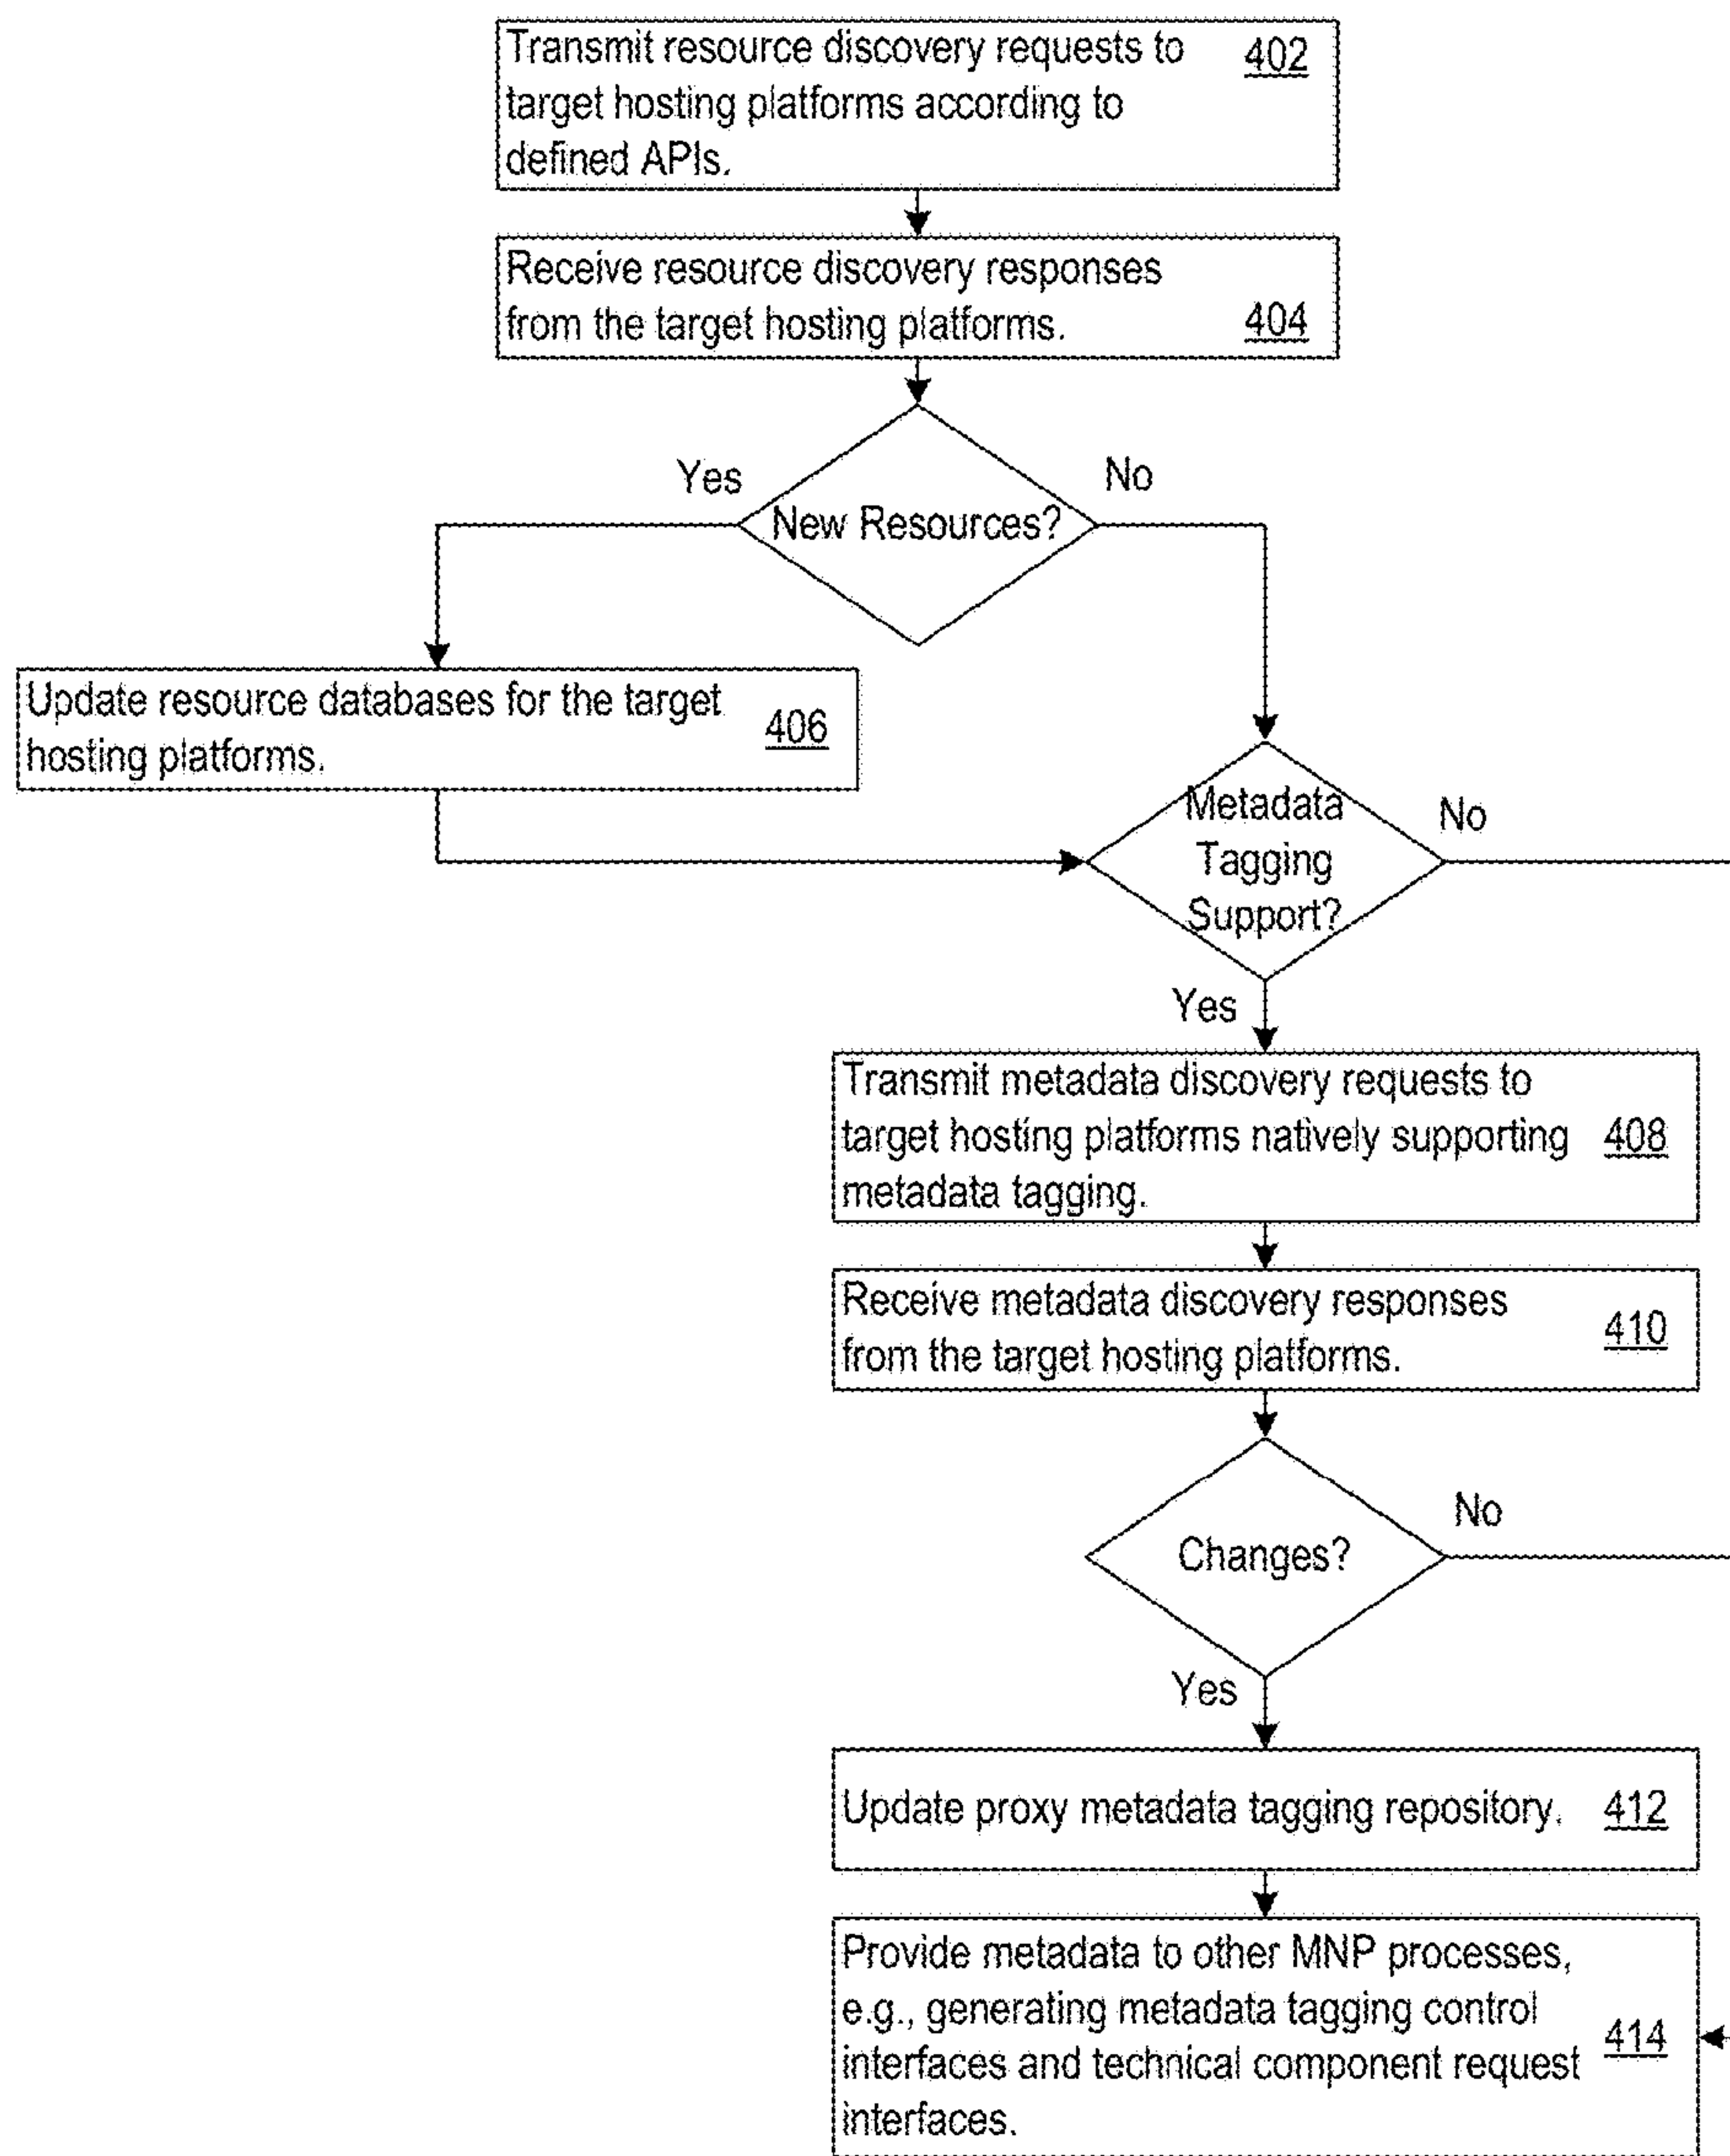 Transmit resource discovery requests to 402
target hosting platforms according to
defined APIs.
Receive resource discovery responses
from the target hosting platforms. 404
Yes
No
New Resources?
Update resource databases for the target
hosting platforms. 406
Metadata
Tagging
Support?
No
Yes
Transmit metadata discovery requests to
target hosting platforms natively supporting 408
metadata tagging.
Receive metadata discovery responses
from the target hosting platforms. 410
Changes?
No
Yes
Update proxy metadata tagging repository. 412
Provide metadata to other MNP processes,
e.g., generating metadata tagging control
interfaces and technical component request 414
interfaces.